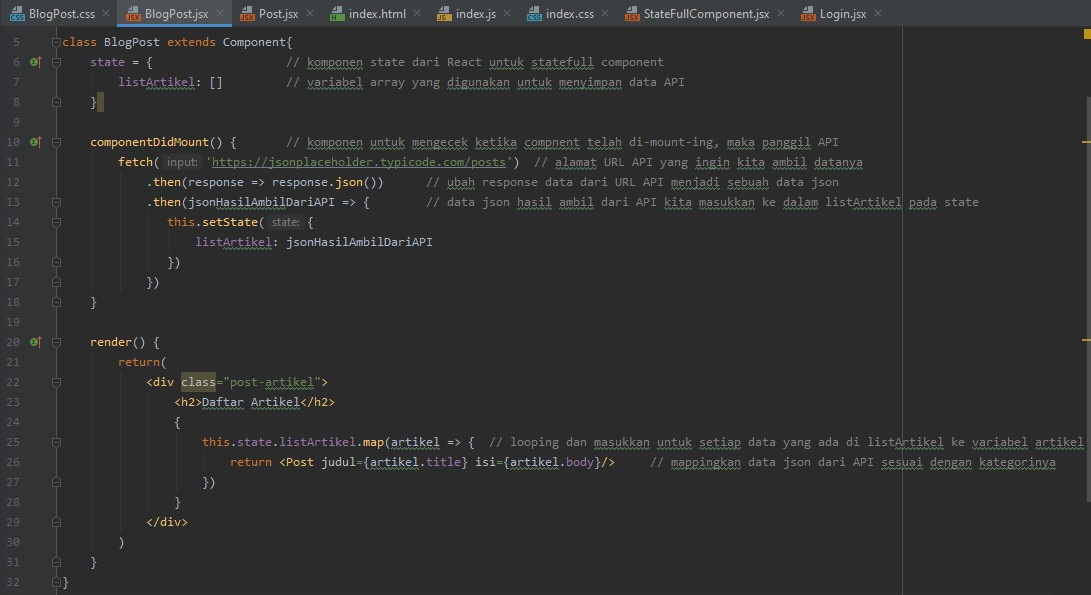 BlogPost.css BlogPost.jsx Post.jsx index.html index.js index.css StateFullComponent.jsx Login.jsx
5 class BlogPost extends Component{
6 state = { // komponen state dari React untuk statefull component
7 listArtikel: [] // variabel array yang digunakan untuk menyimpan data API
8 }
9
10 componentDidMount() { // komponen untuk mengecek ketika compnent telah di-mount-ing, maka panggil API
11 fetch( input: 'https://jsonplaceholder.typicode.com/posts') // alamat URL API yang ingin kita ambil datanya
12 .then(response => response.json()) // ubah response data dari URL API menjadi sebuah data json
13 .then(jsonHasilAmbilDariAPI => { // data json hasil ambil dari API kita masukkan ke dalam listArtikel pada state
14 this.setState( state: {
15 listArtikel: jsonHasilAmbilDariAPI
16 })
17 })
18 }
19
20 render() {
21 return(
22 <div class="post-artikel">
23 <h2>Daftar Artikel</h2>
24 {
25 this.state.listArtikel.map(artikel => { // looping dan masukkan untuk setiap data yang ada di listArtikel ke variabel artikel
26 return <Post judul={artikel.title} isi={artikel.body}/> // mappingkan data json dari API sesuai dengan kategorinya
27 })
28 }
29 </div>
30 )
31 }
32 }